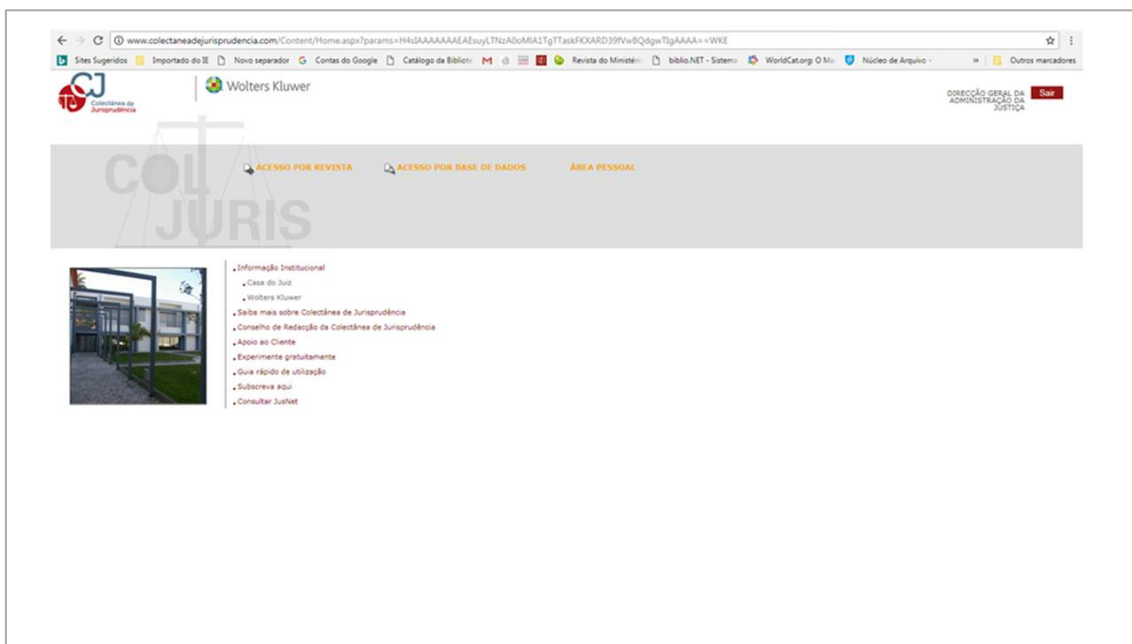 www.colectaneadejurisprudencia.com/Content/Home.aspx?params=
Sites Sugeridos Importado do IE Novo separador Contas do Google Catálogo da Bibliote Revista do Ministéri biblio.NET - Sistema WorldCat.org: O Ma Núcleo de Arquivo - » Outros marcadores
CJ
Colectânea de
Jurisprudência
Wolters Kluwer
DIRECÇÃO GERAL DA
ADMINISTRAÇÃO DA
JUSTIÇA
Sair
COL
JURIS
ACESSO POR REVISTA ACESSO POR BASE DE DADOS ÁREA PESSOAL
Informação Institucional
Casa do Juiz
Wolters Kluwer
Saiba mais sobre Colectânea de Jurisprudência
Conselho de Redacção da Colectânea de Jurisprudência
Apoio ao Cliente
Experimente gratuitamente
Guia rápido de utilização
Subscreva aqui
Consultar JusNet